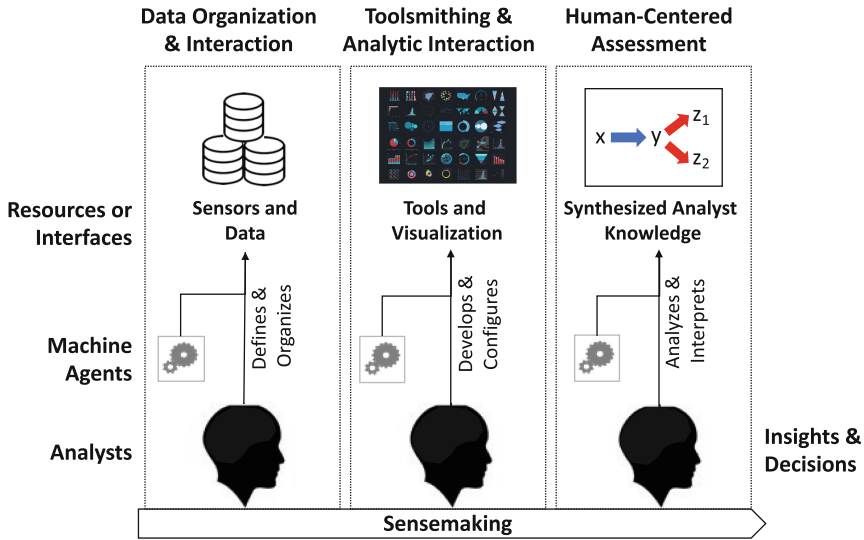 Data Organization
& Interaction
Toolsmithing &
Analytic Interaction
Human-Centered
Assessment
x
y
z1
z2
Resources or
Interfaces
Sensors and
Data
Tools and
Visualization
Synthesized Analyst
Knowledge
Defines &
Organizes
Develops &
Configures
Analyzes &
Interprets
Machine
Agents
Analysts
Insights &
Decisions
Sensemaking